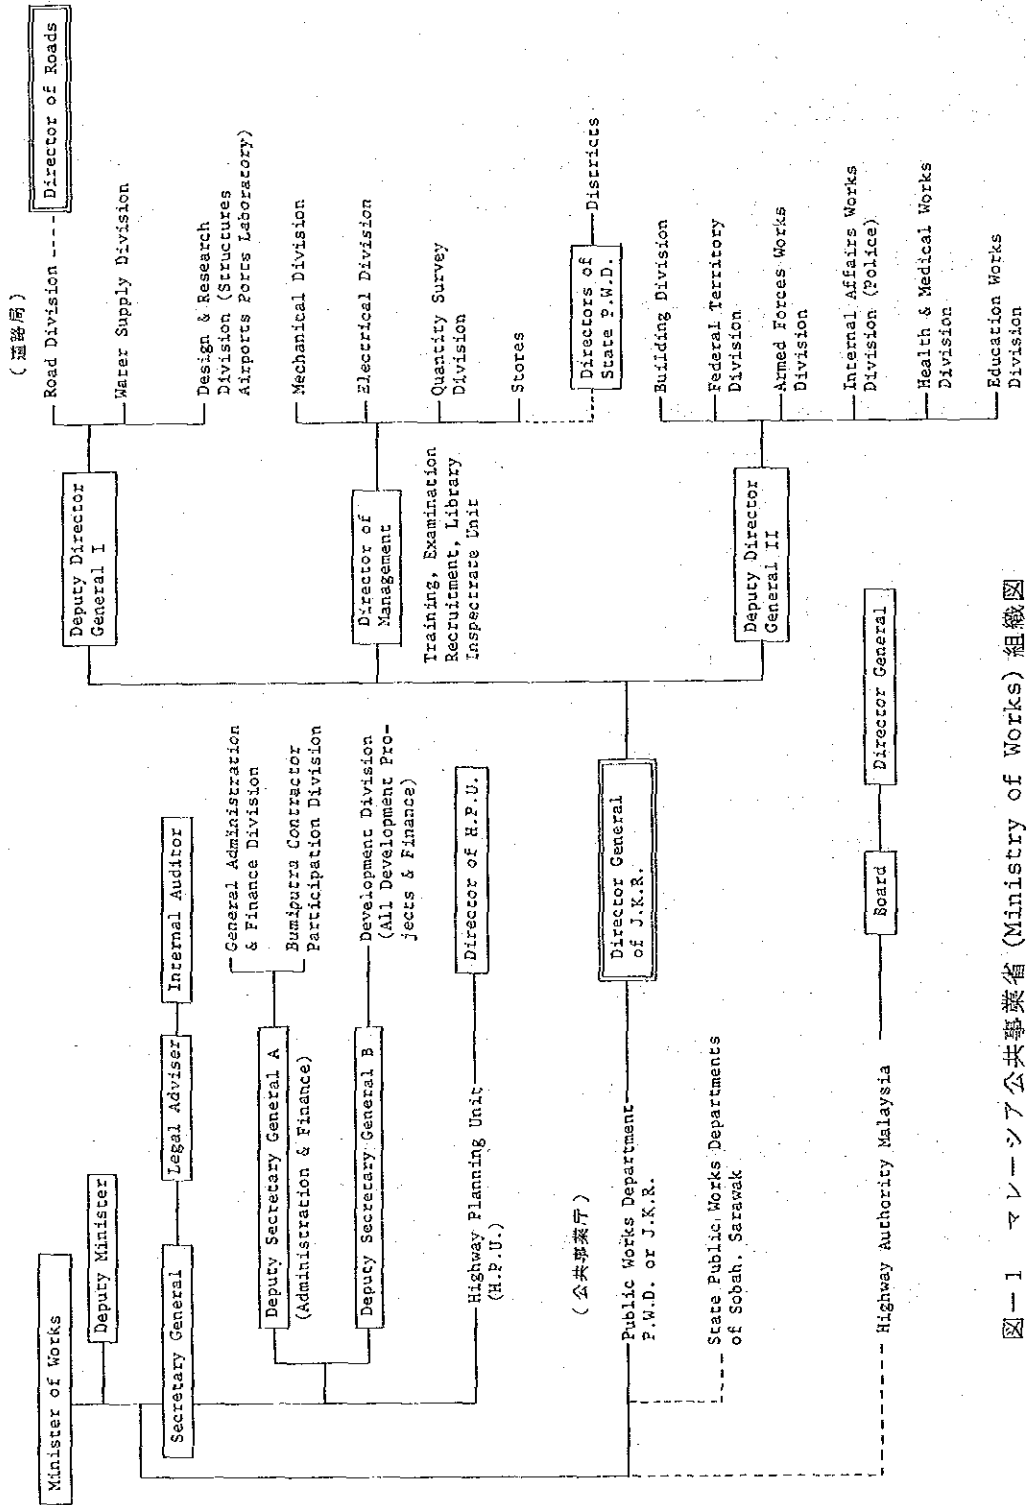 Minister of Works
Deputy Minister
Secretary General
Legal Adviser
Internal Auditor
Deputy Secretary General A
(Administration & Finance)
General Administration
& Finance Division
Bumiputra Contractor
Participation Division
Deputy Secretary General B
Development Division
(All Development Pro-
jects & Finance)
Highway Planning Unit
(H.P.U.)
Director of H.P.U.
(公共事業庁)
Public Works Department
P.W.D. or J.K.R.
Director General
of J.K.R.
State Public Works Departments
of Sobah, Sarawak
Highway Authority Malaysia
Board
Director General
Deputy Director
General I
(道路局)
Road Division
Director of Roads
Water Supply Division
Design & Research
Division (Structures
Airports Ports Laboratory)
Director of
Management
Training, Examination
Recruitment, Library
Inspectrate Unit
Mechanical Division
Electrical Division
Quantity Survey
Division
Stores
Directors of
State P.W.D.
Districts
Deputy Director
General II
Building Division
Federal Territory
Division
Armed Forces Works
Division
Internal Affairs Works
Division (Police)
Health & Medical Works
Division
Education Works
Division
図－1 マレーシア公共事業省 (Ministry of Works) 組織図